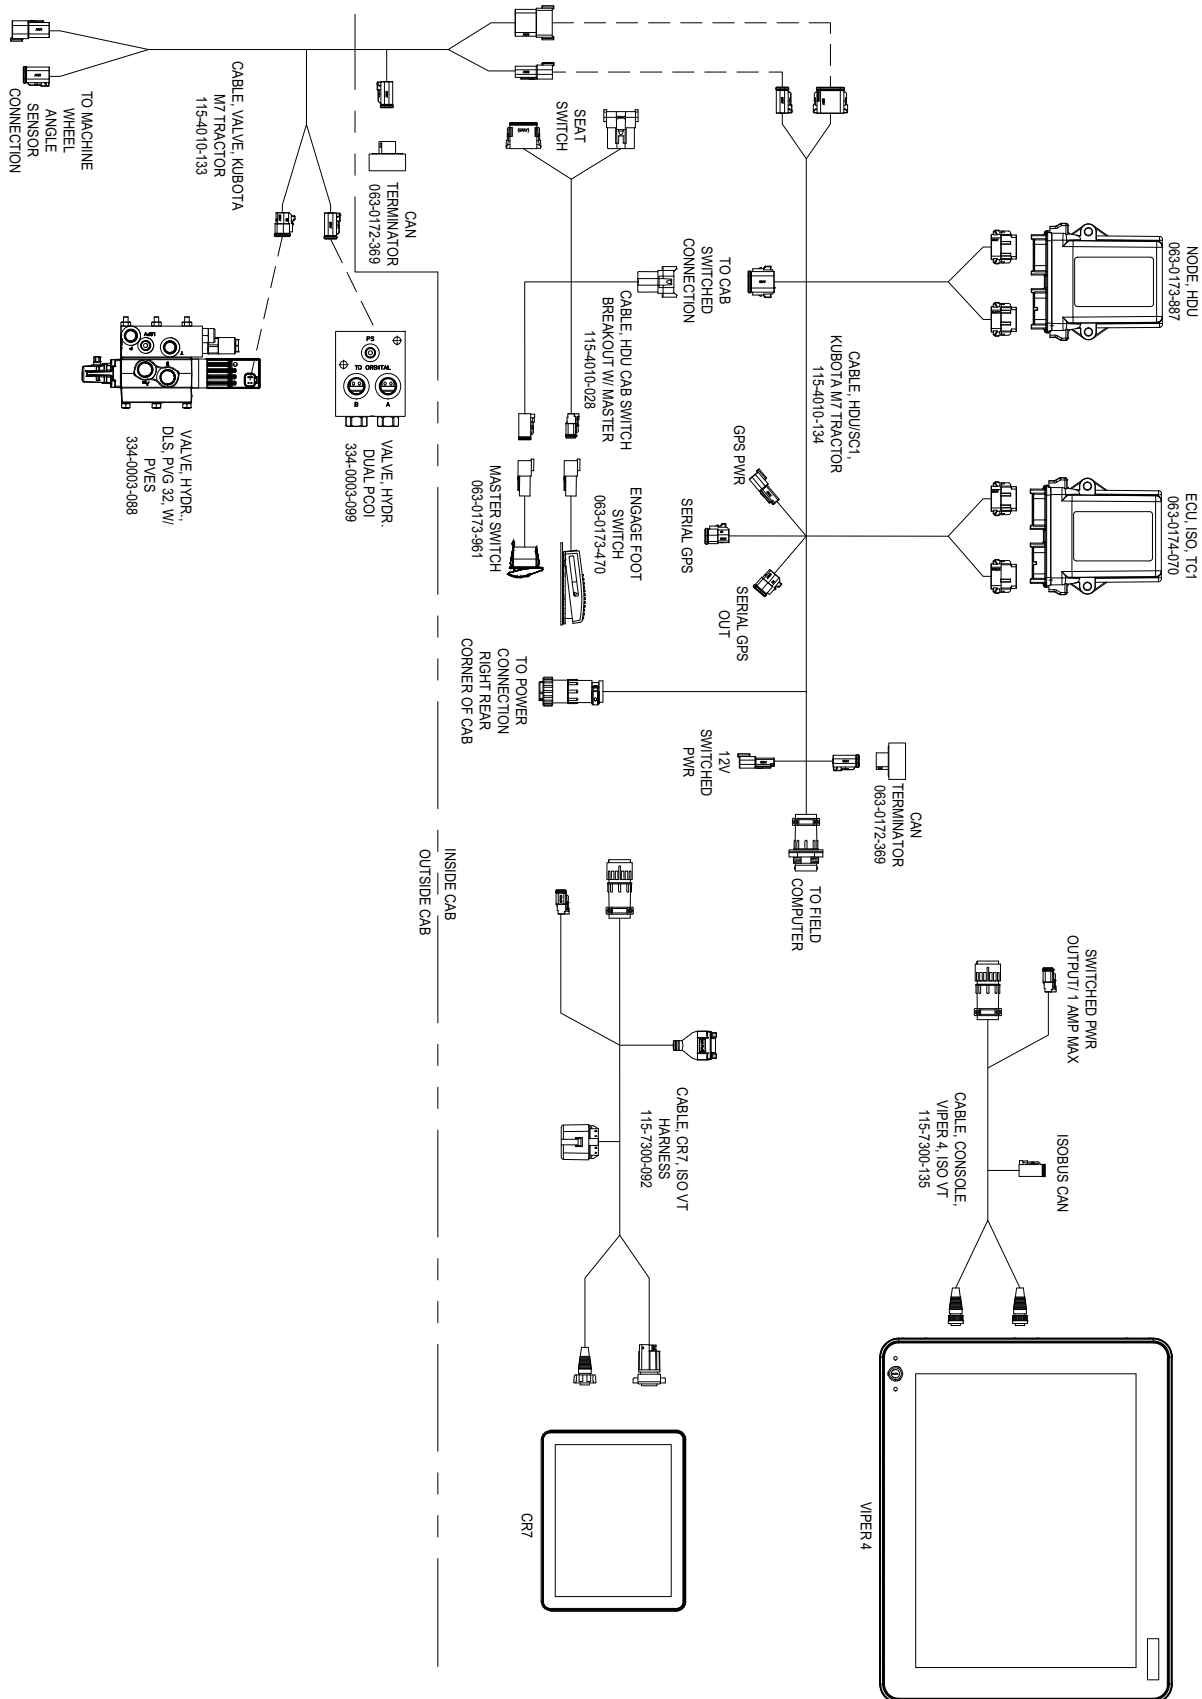 NODE, HDU
063-0173-887
ECU, ISO, TC1
063-0174-070
SWITCHED PWR
OUTPUT/ 1 AMP MAX
ISOBUS CAN
CABLE, CONSOLE,
VIPER 4, ISO VT
115-7300-135
VIPER 4
CAN
TERMINATOR
063-0172-369
CABLE, HDU/SC1,
KUBOTA M7 TRACTOR
115-4010-134
TO FIELD
COMPUTER
TO CAB
SWITCHED
CONNECTION
GPS PWR
SERIAL GPS
SERIAL GPS
OUT
12V
SWITCHED
PWR
SEAT
SWITCH
CABLE, HDU CAB SWITCH
BREAKOUT W/ MASTER
115-4010-028
ENGAGE FOOT
SWITCH
063-0173-470
MASTER SWITCH
063-0173-961
TO POWER
CONNECTION
RIGHT REAR
CORNER OF CAB
CABLE, CR7, ISO VT
HARNESS
115-7300-092
CR7
INSIDE CAB
OUTSIDE CAB
CAN
TERMINATOR
063-0172-369
PS
TO ORBITAL
B
A
VALVE, HYDR.
DUAL PCOI
334-0003-099
CABLE, VALVE, KUBOTA
M7 TRACTOR
115-4010-133
VALVE, HYDR.,
DLS, PVG 32, W/
PVES
334-0003-088
TO MACHINE
WHEEL
ANGLE
SENSOR
CONNECTION